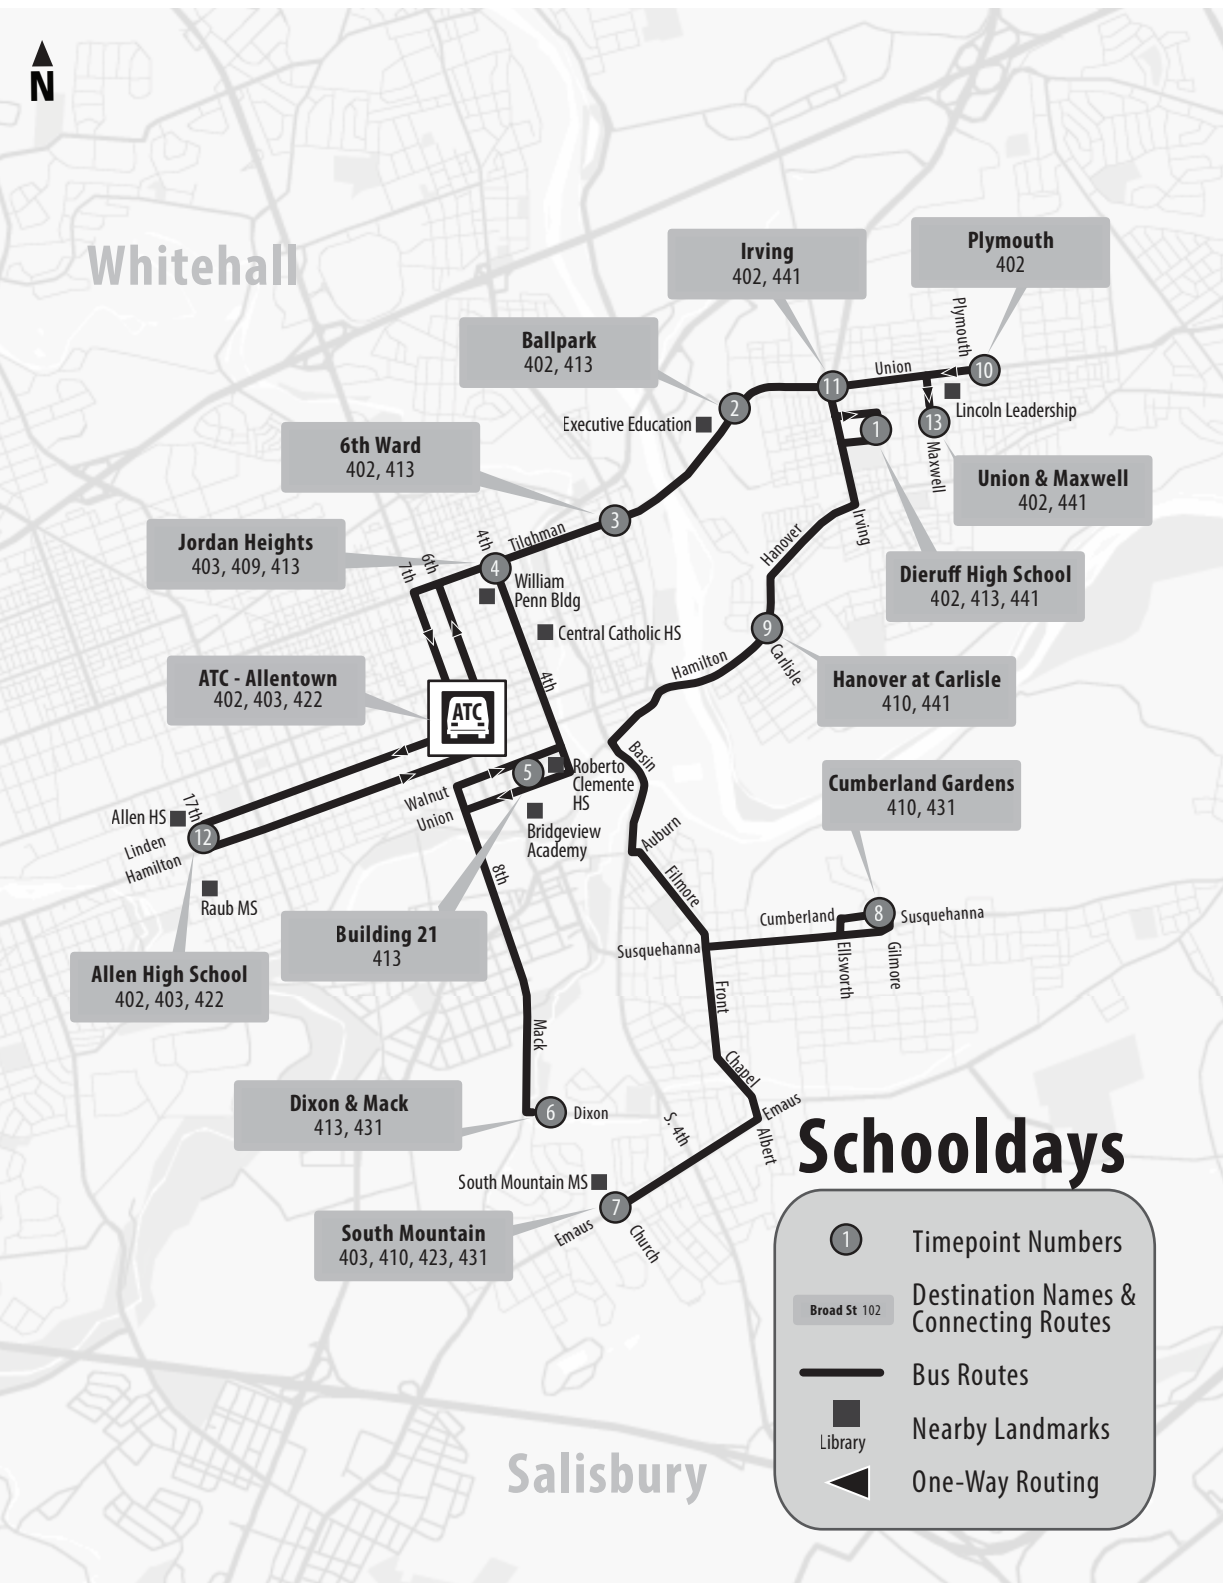 N
Whitehall
Plymouth
402
Irving
402, 441
Plymouth
Ballpark
402, 413
Union
10
11
2
Executive Education
Lincoln Leadership
13
1
Maxwell
6th Ward
402, 413
Union & Maxwell
402, 441
3
Irving
Jordan Heights
403, 409, 413
4th
Tilghman
Hanover
6th
7th
4
William
Penn Bldg
Dieruff High School
402, 413, 441
Central Catholic HS
9
Carlisle
Hamilton
ATC - Allentown
402, 403, 422
4th
Hanover at Carlisle
410, 441
ATC
Basin
5
Roberto
Clemente
HS
Cumberland Gardens
410, 431
Walnut
Union
17th
Allen HS
Linden
Hamilton
12
Bridgeview
Academy
Auburn
Filmore
8th
Raub MS
Cumberland
8
Susquehanna
Building 21
413
Susquehanna
Ellsworth
Gilmore
Allen High School
402, 403, 422
Front
Mack
Chapel
Dixon & Mack
413, 431
6
Dixon
S. 4th
Emaus
Albert
Schooldays
South Mountain MS
7
Emaus
Church
South Mountain
403, 410, 423, 431
1
Timepoint Numbers
Broad St 102
Destination Names &
Connecting Routes
Bus Routes
Library
Nearby Landmarks
One-Way Routing
Salisbury